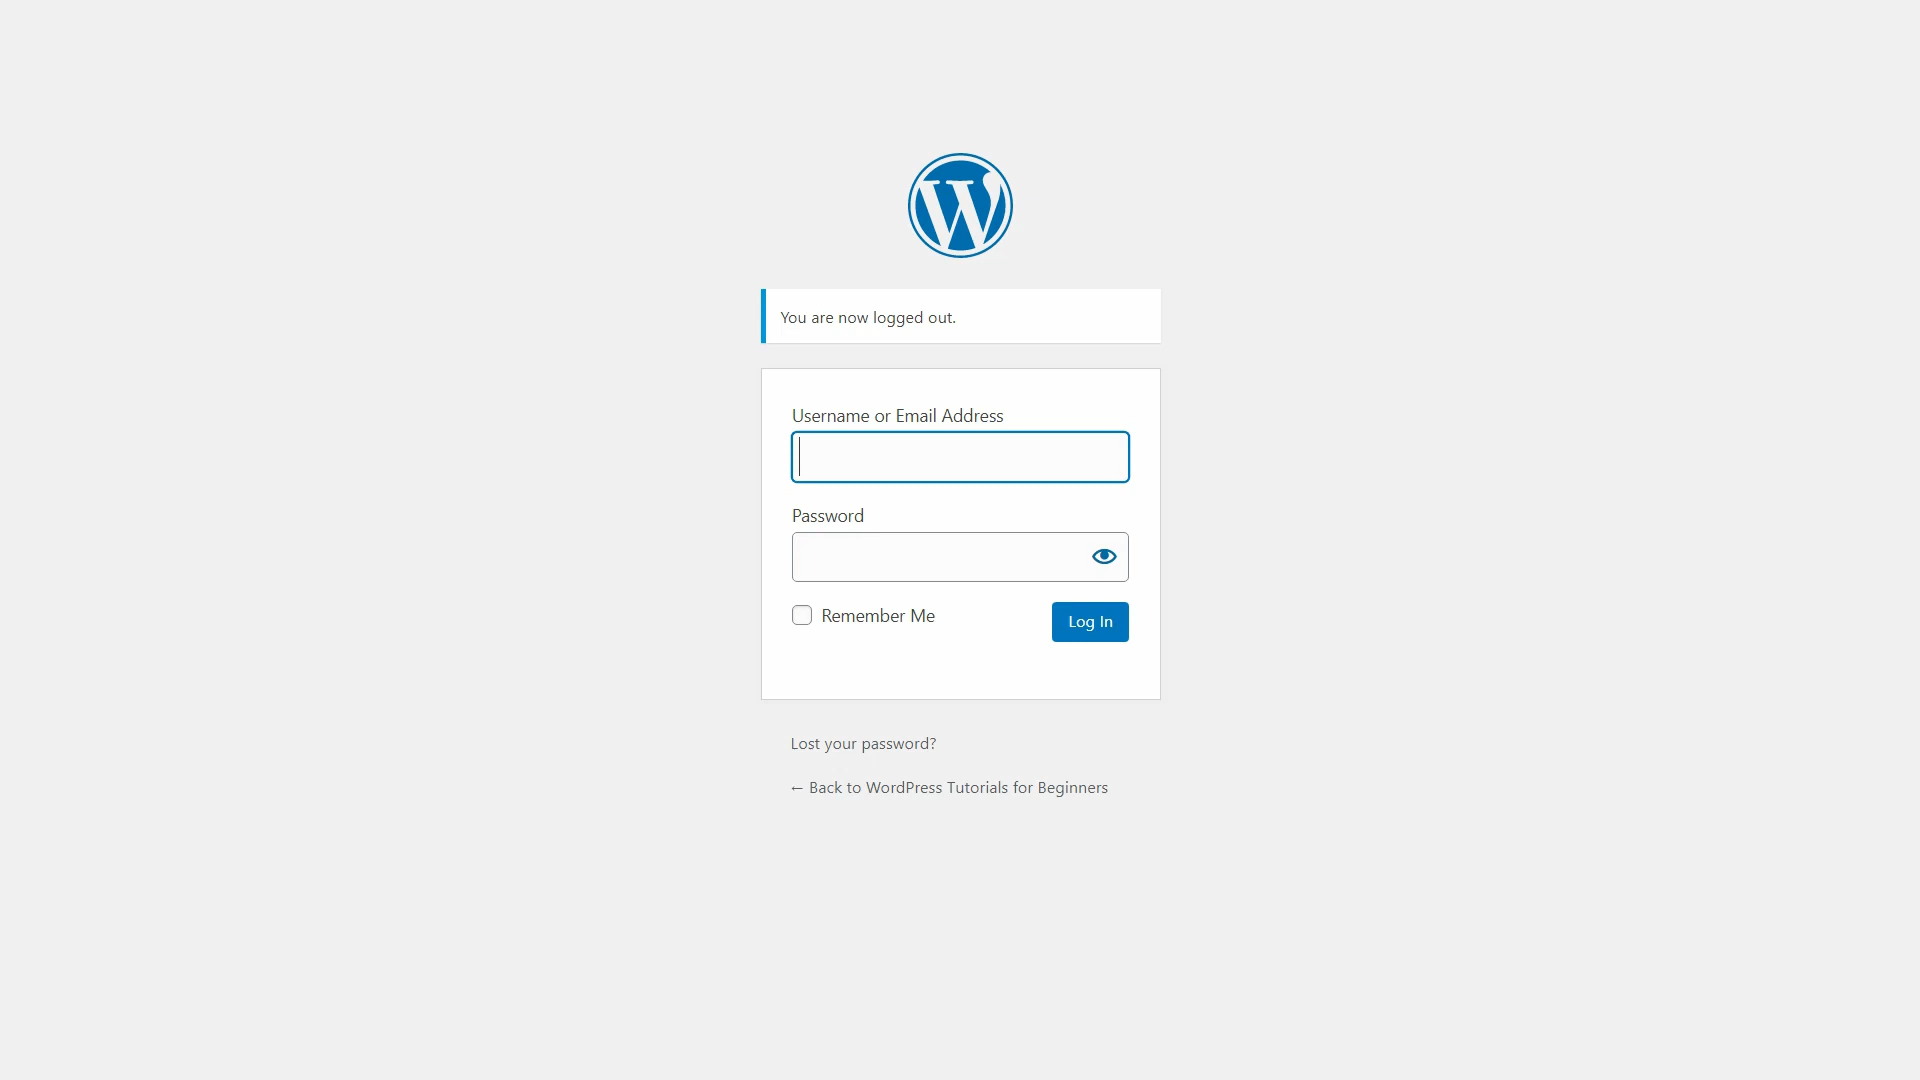 You are now logged out.
Username or Email Address
Password
Remember Me
Log In
Lost your password?
← Back to WordPress Tutorials for Beginners